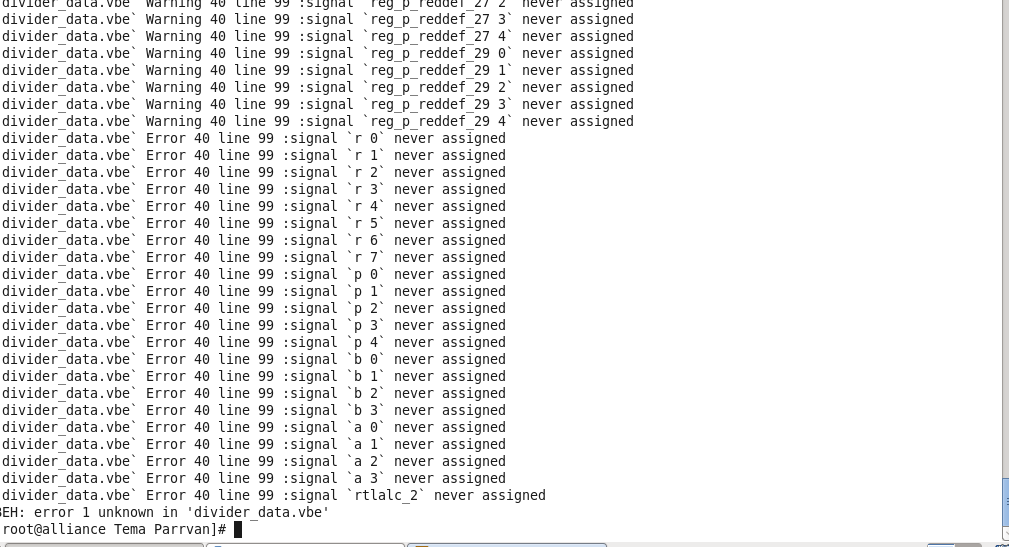 divider_data.vbe` Warning 40 line 99 :signal `reg_p_reddef_27 2` never assigned
divider_data.vbe` Warning 40 line 99 :signal `reg_p_reddef_27 3` never assigned
divider_data.vbe` Warning 40 line 99 :signal `reg_p_reddef_27 4` never assigned
divider_data.vbe` Warning 40 line 99 :signal `reg_p_reddef_29 0` never assigned
divider_data.vbe` Warning 40 line 99 :signal `reg_p_reddef_29 1` never assigned
divider_data.vbe` Warning 40 line 99 :signal `reg_p_reddef_29 2` never assigned
divider_data.vbe` Warning 40 line 99 :signal `reg_p_reddef_29 3` never assigned
divider_data.vbe` Warning 40 line 99 :signal `reg_p_reddef_29 4` never assigned
divider_data.vbe` Error 40 line 99 :signal `r 0` never assigned
divider_data.vbe` Error 40 line 99 :signal `r 1` never assigned
divider_data.vbe` Error 40 line 99 :signal `r 2` never assigned
divider_data.vbe` Error 40 line 99 :signal `r 3` never assigned
divider_data.vbe` Error 40 line 99 :signal `r 4` never assigned
divider_data.vbe` Error 40 line 99 :signal `r 5` never assigned
divider_data.vbe` Error 40 line 99 :signal `r 6` never assigned
divider_data.vbe` Error 40 line 99 :signal `r 7` never assigned
divider_data.vbe` Error 40 line 99 :signal `p 0` never assigned
divider_data.vbe` Error 40 line 99 :signal `p 1` never assigned
divider_data.vbe` Error 40 line 99 :signal `p 2` never assigned
divider_data.vbe` Error 40 line 99 :signal `p 3` never assigned
divider_data.vbe` Error 40 line 99 :signal `p 4` never assigned
divider_data.vbe` Error 40 line 99 :signal `b 0` never assigned
divider_data.vbe` Error 40 line 99 :signal `b 1` never assigned
divider_data.vbe` Error 40 line 99 :signal `b 2` never assigned
divider_data.vbe` Error 40 line 99 :signal `b 3` never assigned
divider_data.vbe` Error 40 line 99 :signal `a 0` never assigned
divider_data.vbe` Error 40 line 99 :signal `a 1` never assigned
divider_data.vbe` Error 40 line 99 :signal `a 2` never assigned
divider_data.vbe` Error 40 line 99 :signal `a 3` never assigned
divider_data.vbe` Error 40 line 99 :signal `rtlalc_2` never assigned
BEH: error 1 unknown in 'divider_data.vbe'
root@alliance Tema Parrvan]#